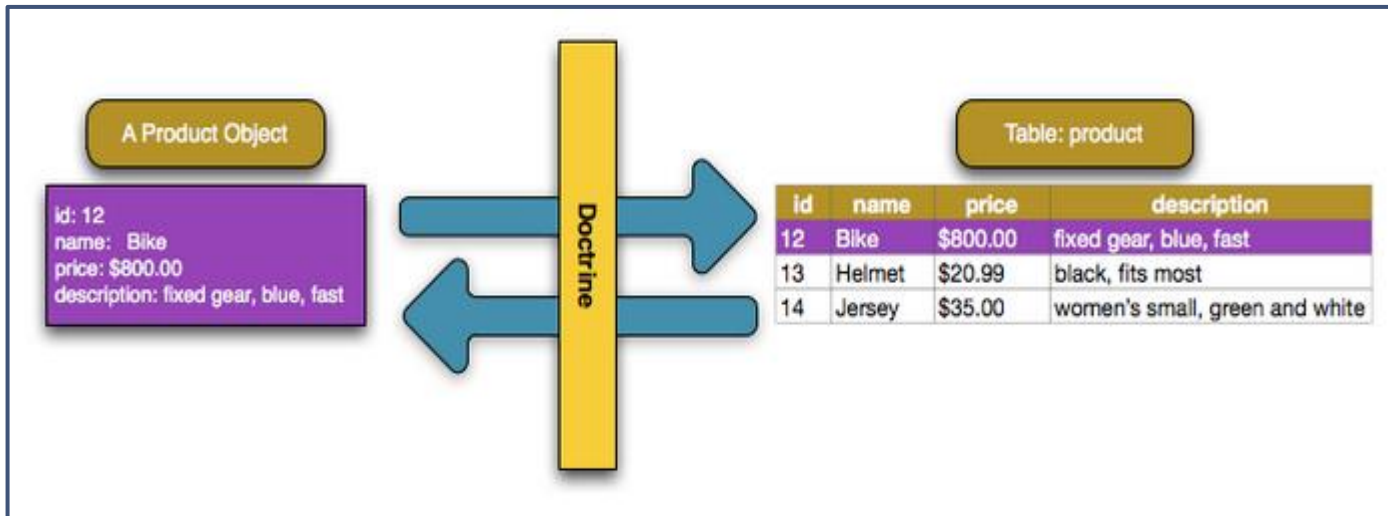 A Product Object
id: 12
name: Bike
price: $800.00
description: fixed gear, blue, fast
Doctrine
Table: product
id name price description
12 Bike $800.00 fixed gear, blue, fast
13 Helmet $20.99 black, fits most
14 Jersey $35.00 women's small, green and white